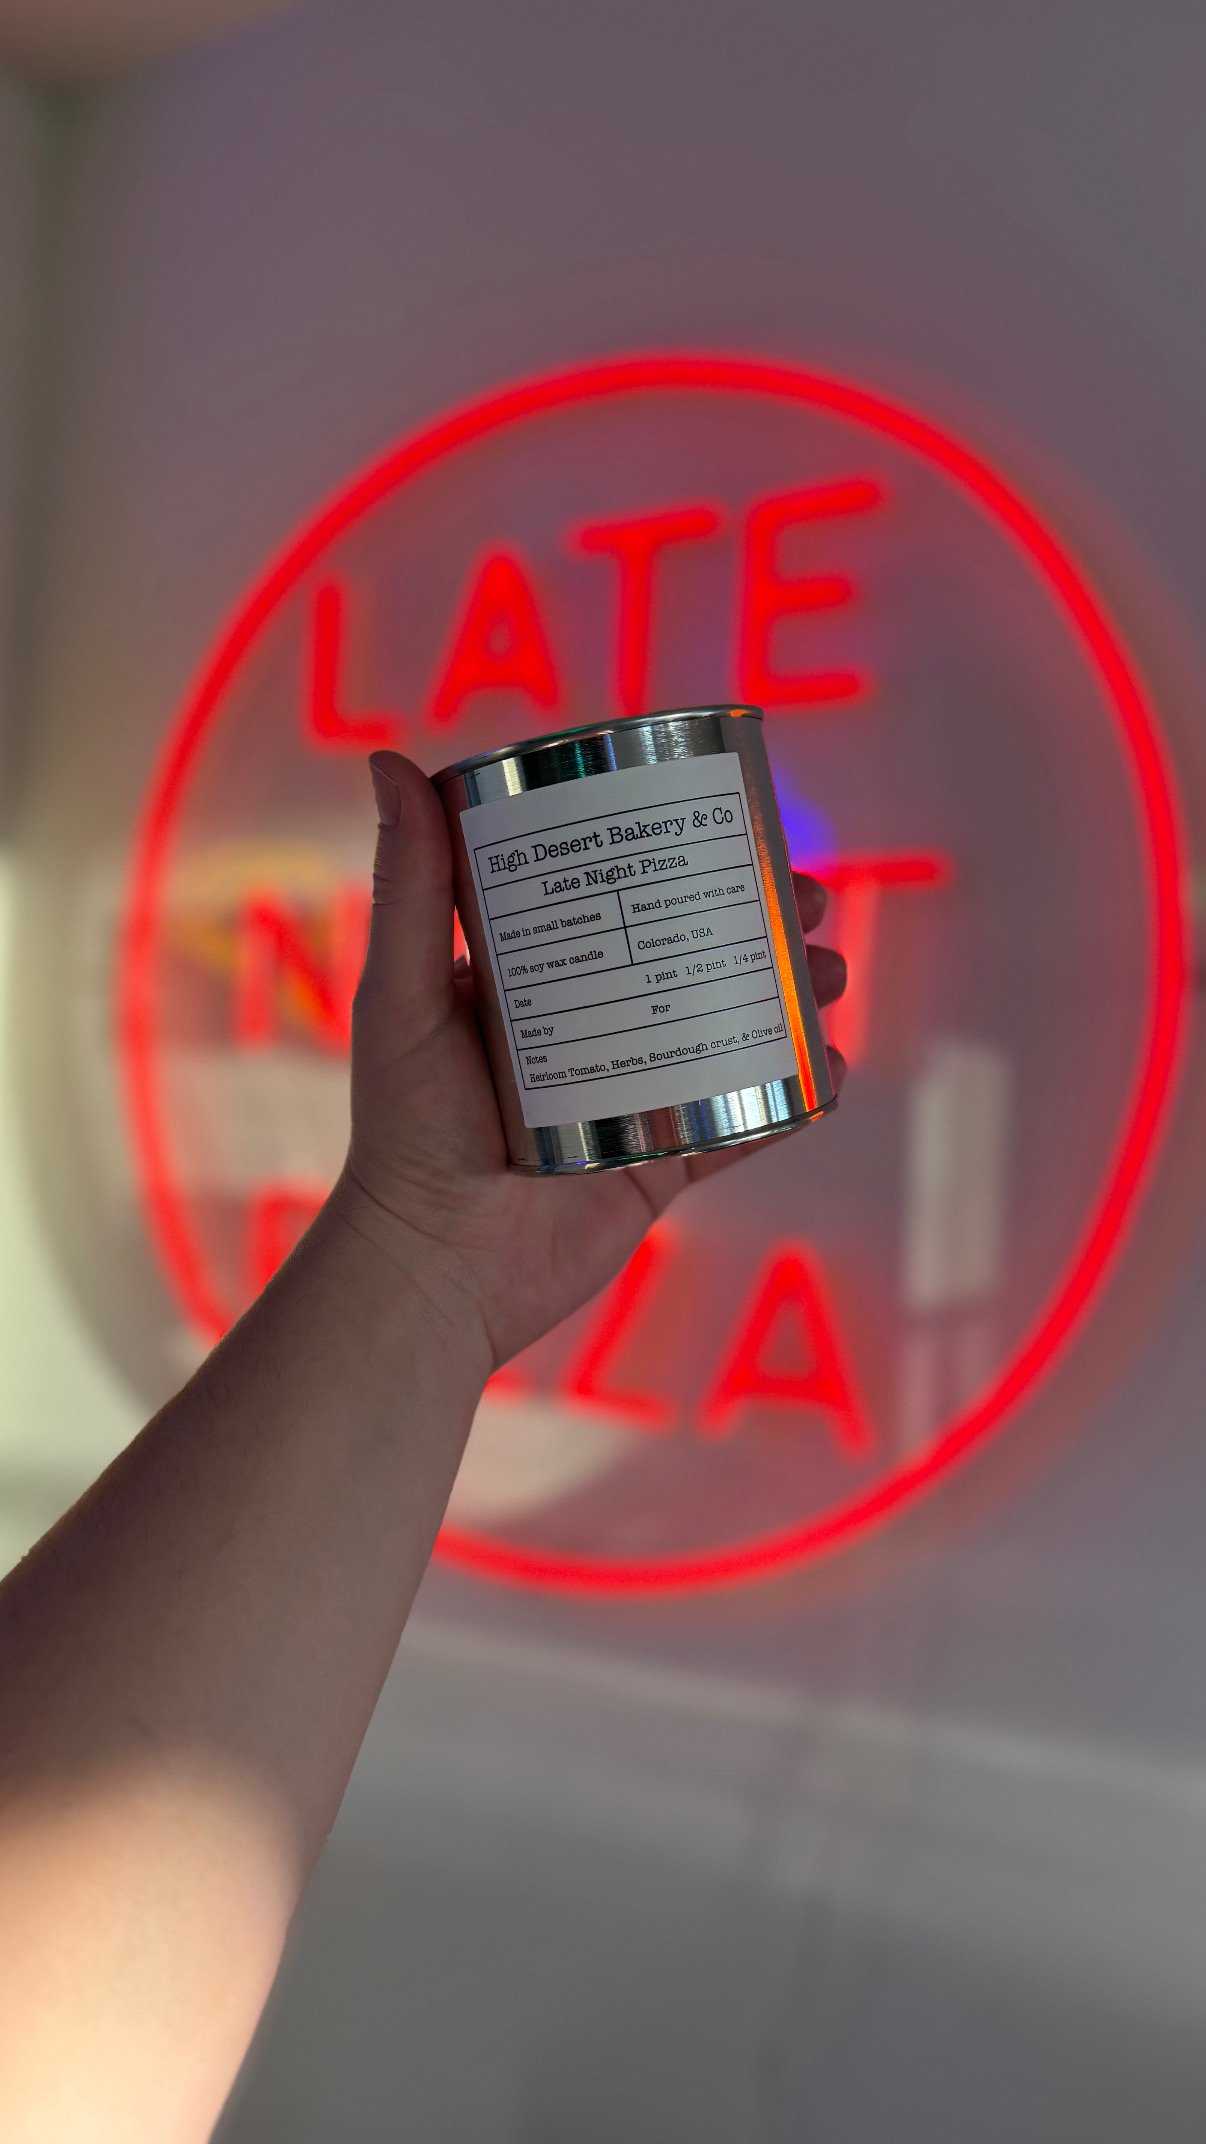 LATE
High Desert Bakery & Co
Late Night Pizza
Made in small batches
Hand poured with care
100% soy wax candle
Colorado, USA
Date
1 pint 1/2 pint 1/4 pint
Made by
For
Notes
Heirloom Tomato, Herbs, Sourdough crust, & Olive oil